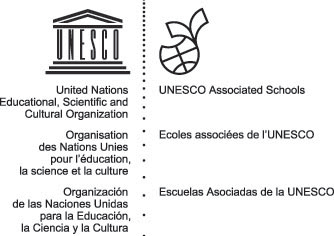 UNESCO
United Nations
Educational, Scientific and
Cultural Organization
UNESCO Associated Schools
Organisation
des Nations Unies
pour l'éducation,
la science et la culture
Ecoles associées de l'UNESCO
Organización
de las Naciones Unidas
para la Educación,
la Ciencia y la Cultura
Escuelas Asociadas de la UNESCO